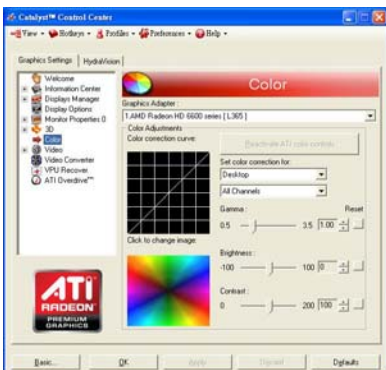 Catalyst™ Control Center
View Hotkeys Profiles Preferences Help
Graphics Settings HydraVision
Welcome
Information Center
Displays Manager
Display Options
Monitor Properties 0
3D
Color
Video
Video Converter
VPU Recover
ATI Overdrive™
ATI
RADEON
PREMIUM
GRAPHICS
Color
Graphics Adapter :
1.AMD Radeon HD 6600 series [ L365 ]
Color Adjustments
Color correction curve:
Reactivate ATI color controls
Set color correction for:
Desktop
All Channels
Gamma : Reset
0.5 3.5 1.00
Click to change image:
Brightness :
-100 100 0
Contrast :
0 200 100
Basic... OK Apply Discard Defaults